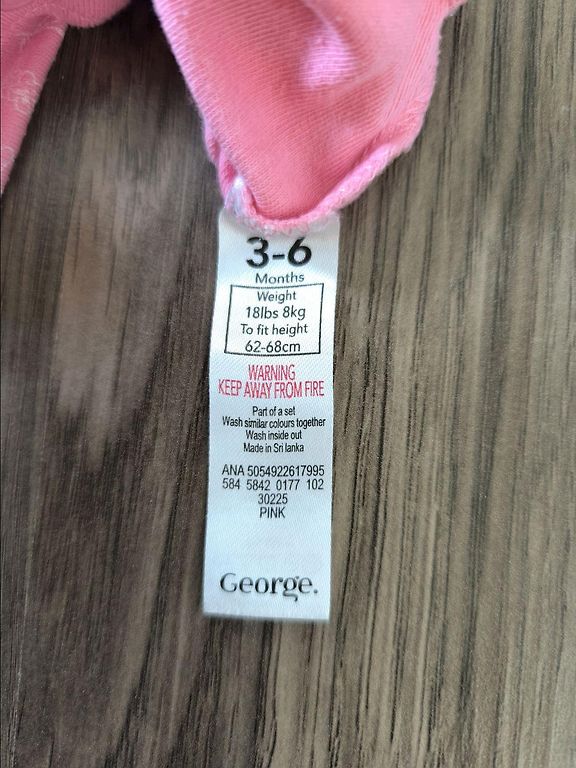 3-6
Months
Weight
18lbs 8kg
To fit height
62-68cm
WARNING
KEEP AWAY FROM FIRE
Part of a set
Wash similar colours together
Wash inside out
Made in Sri lanka
ANA 5054922617995
584 5842 0177 102
30225
PINK
George.